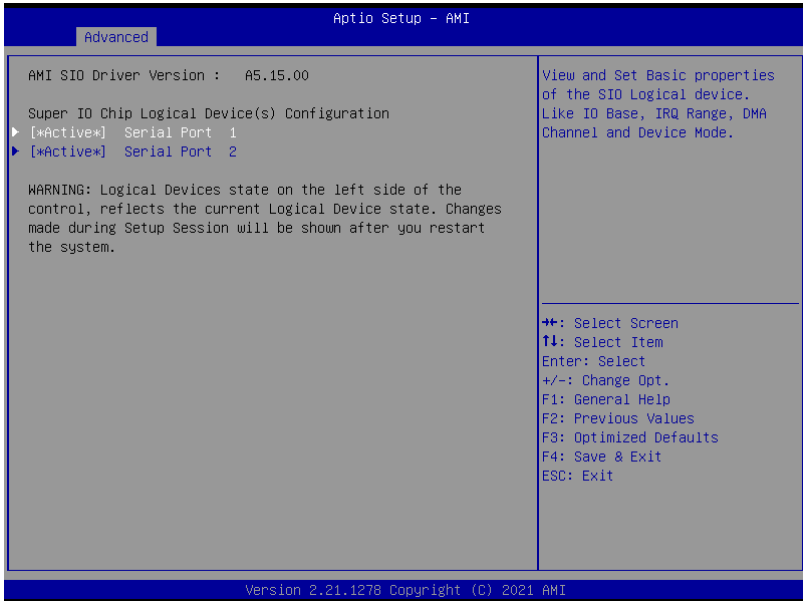 Aptio Setup – AMI
Advanced
AMI SIO Driver Version :   A5.15.00
Super IO Chip Logical Device(s) Configuration
[*Active*]  Serial Port  1
[*Active*]  Serial Port  2
WARNING: Logical Devices state on the left side of the
control, reflects the current Logical Device state. Changes
made during Setup Session will be shown after you restart
the system.
View and Set Basic properties
of the SIO Logical device.
Like IO Base, IRQ Range, DMA
Channel and Device Mode.
→←: Select Screen
↑↓: Select Item
Enter: Select
+/-: Change Opt.
F1: General Help
F2: Previous Values
F3: Optimized Defaults
F4: Save & Exit
ESC: Exit
Version 2.21.1278 Copyright (C) 2021 AMI